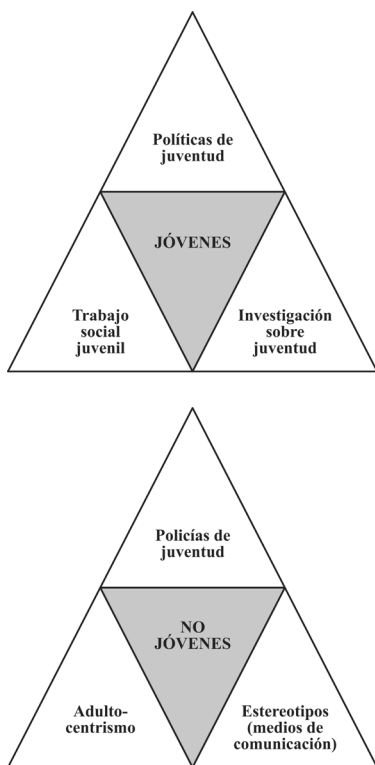 Políticas de
juventud
JÓVENES
Trabajo
social
juvenil
Investigación
sobre
juventud
Policías de
juventud
NO
JÓVENES
Adulto-
centrismo
Estereotipos
(medios de
comunicación)